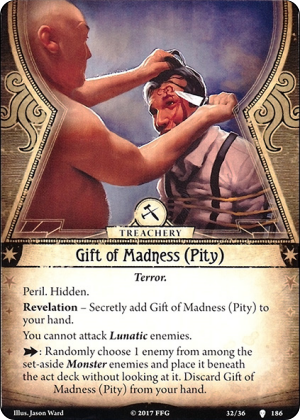 TREACHERY
Gift of Madness (Pity)
Terror.
Peril. Hidden.
Revelation – Secretly add Gift of Madness (Pity) to
your hand.
You cannot attack Lunatic enemies.
: Randomly choose 1 enemy from among the
set-aside Monster enemies and place it beneath
the act deck without looking at it. Discard Gift of
Madness (Pity) from your hand.
Illus. Jason Ward
© 2017 FFG
32/36
186